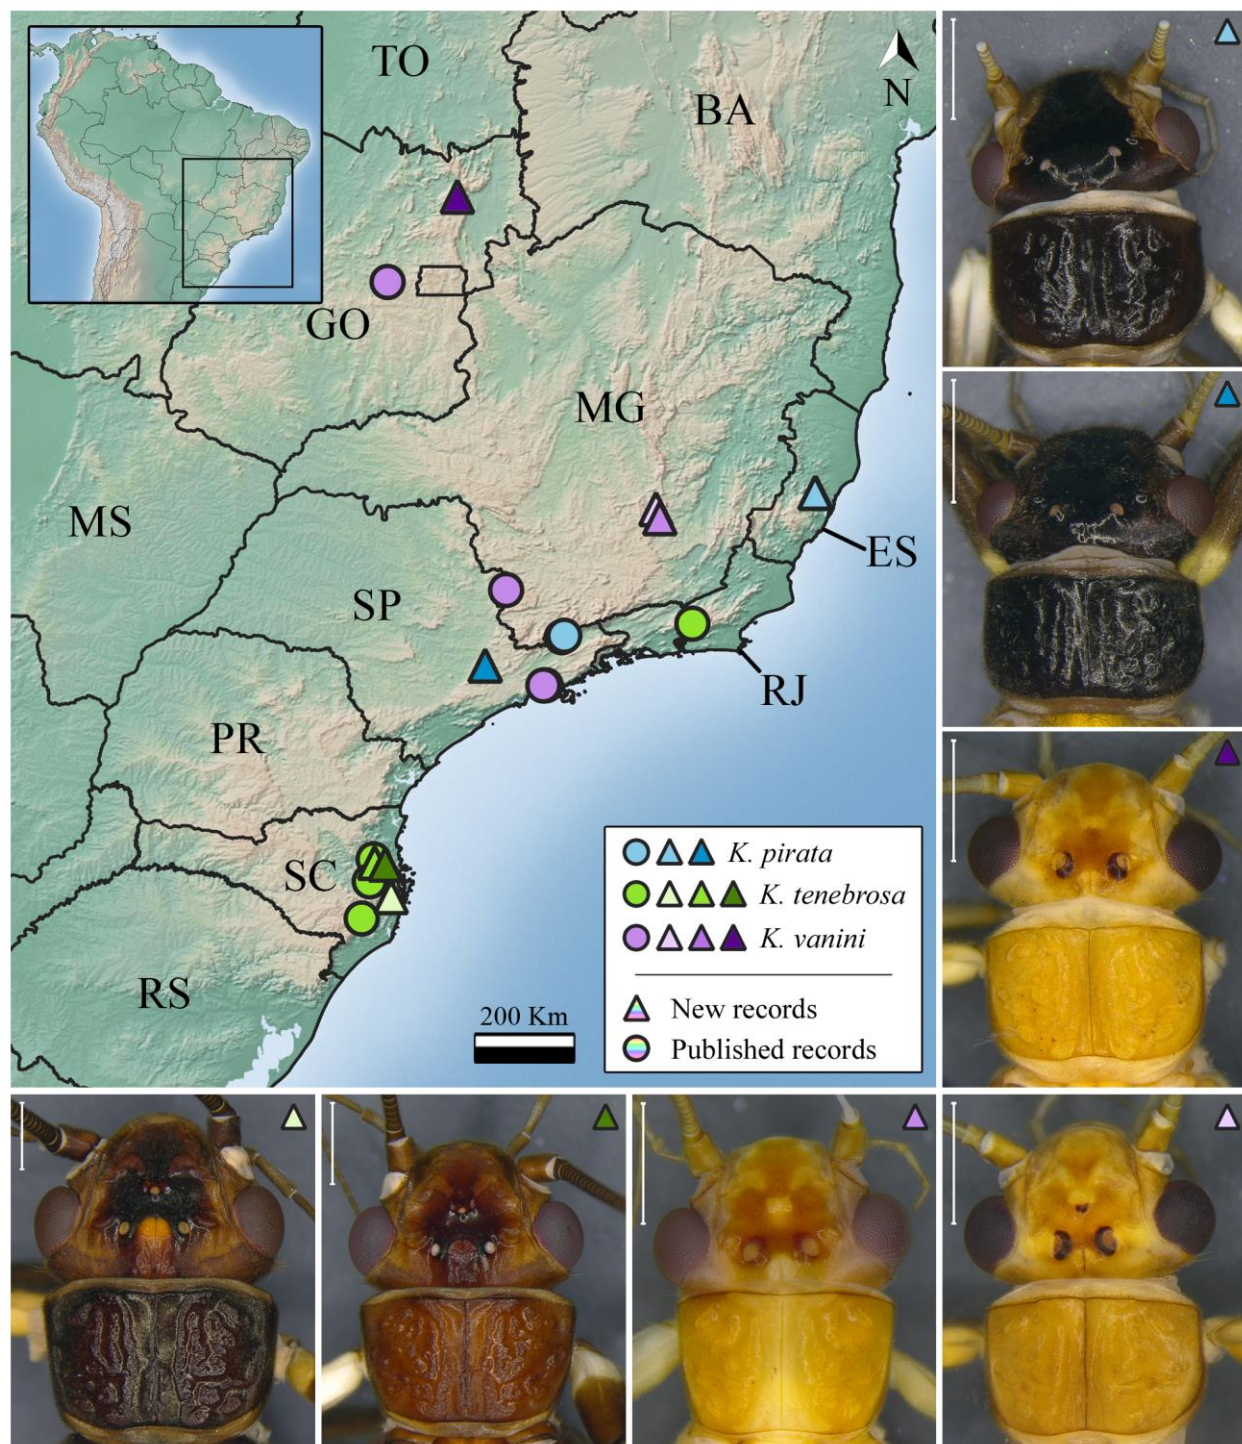 TO
BA
N
GO
MG
MS
ES
SP
RJ
PR
SC
RS
K. pirata
K. tenebrosa
K. vanini
New records
Published records
200 Km